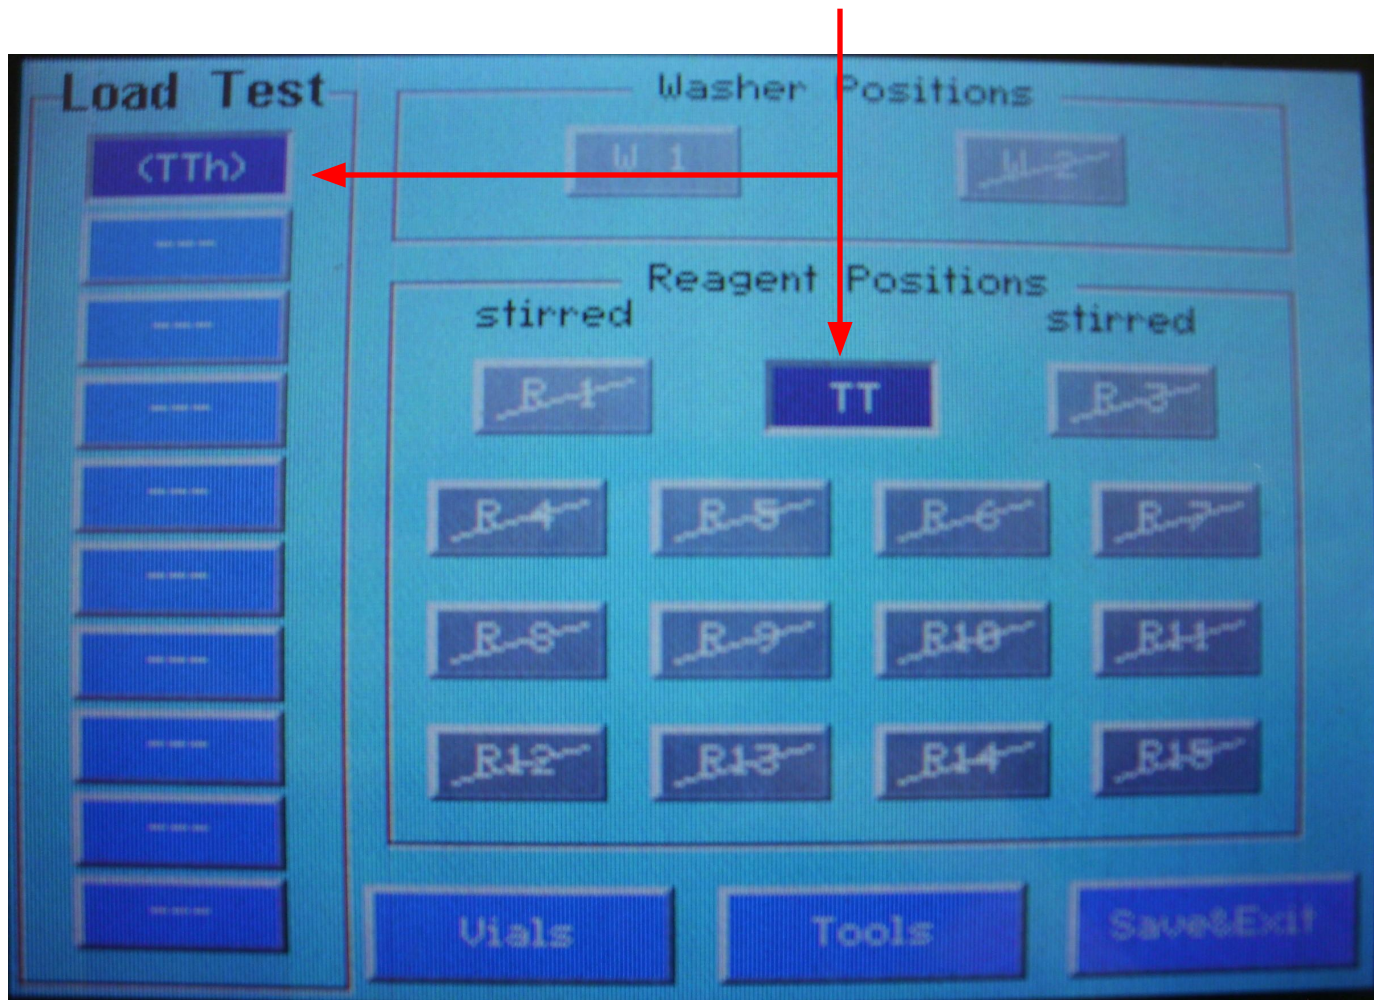 Load Test
(TTh)
---
---
---
---
---
---
---
---
---
Washer Positions
W 1
W 2
Reagent Positions
stirred
stirred
R 1
TT
R 3
R 4
R 5
R 6
R 7
R 8
R 9
R10
R11
R12
R13
R14
R15
Vials
Tools
Save&Exit